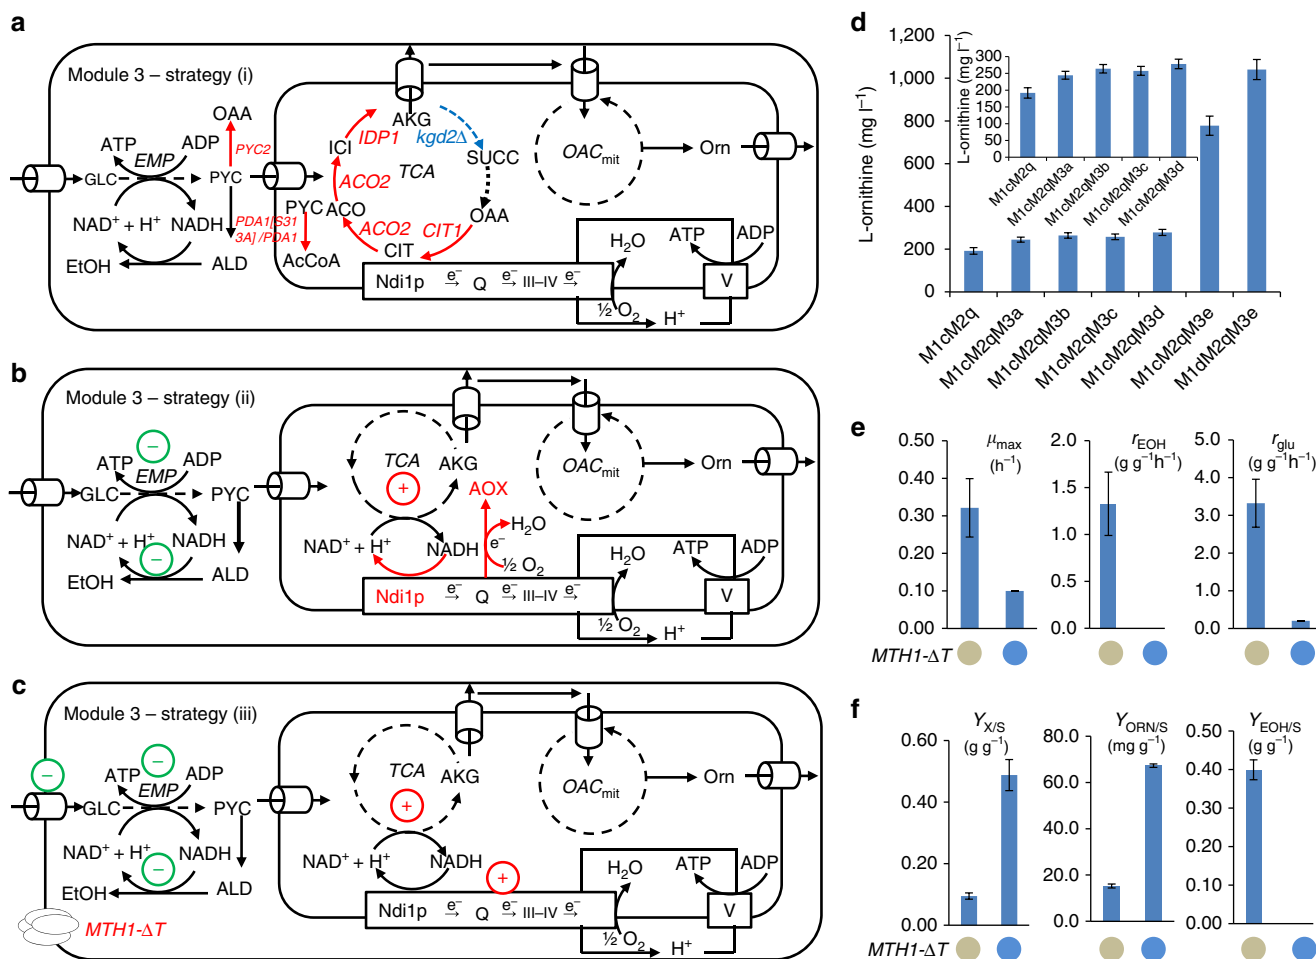 a
Module 3 – strategy (i)
OAA
ATP
ADP
PYC2
EMP
GLC
PYC
NAD⁺ + H⁺
NADH
PDA1[S31
3A] /PDA1
EtOH
ALD
AKG
IDP1
kgd2Δ
ICI
SUCC
TCA
ACO2
PYC
ACO
OAA
ACO2
CIT1
CIT
AcCoA
OAC mit
Orn
Ndi1p e⁻ → Q e⁻ → III–IV e⁻ →
H₂O
½ O₂
ATP
ADP
V
H⁺
b
Module 3 – strategy (ii)
−
ATP
ADP
EMP
GLC
PYC
NAD⁺ + H⁺
NADH
−
EtOH
ALD
TCA
AKG
+
AOX
H₂O
e⁻
½ O₂
NAD⁺ + H⁺
NADH
OAC mit
Orn
Ndi1p e⁻ → Q e⁻ → III–IV e⁻ →
H₂O
½ O₂
ATP
ADP
V
H⁺
c
Module 3 – strategy (iii)
−
−
ATP
ADP
EMP
GLC
PYC
NAD⁺ + H⁺
NADH
−
EtOH
ALD
MTH1-ΔT
TCA
AKG
+
NAD⁺ + H⁺
NADH
+
OAC mit
Orn
Ndi1p e⁻ → Q e⁻ → III–IV e⁻ →
H₂O
½ O₂
ATP
ADP
V
H⁺
d
L-ornithine (mg l⁻¹)
1,200
1,000
800
600
400
200
0
M1cM2q
M1cM2qM3a
M1cM2qM3b
M1cM2qM3c
M1cM2qM3d
M1cM2qM3e
M1dM2qM3e
L-ornithine (mg l⁻¹)
300
250
200
150
100
50
0
M1cM2q
M1cM2qM3a
M1cM2qM3b
M1cM2qM3c
M1cM2qM3d
e
μmax
(h⁻¹)
0.50
0.40
0.30
0.20
0.10
0.00
rEOH
(g g⁻¹h⁻¹)
2.0
1.5
1.0
0.5
0.0
rglu
(g g⁻¹h⁻¹)
5.0
4.0
3.0
2.0
1.0
0.0
MTH1-ΔT
f
YX/S
(g g⁻¹)
0.60
0.40
0.20
0.00
YORN/S
(mg g⁻¹)
80.0
60.0
40.0
20.0
0.0
YEOH/S
(g g⁻¹)
0.40
0.30
0.20
0.10
0.00
MTH1-ΔT